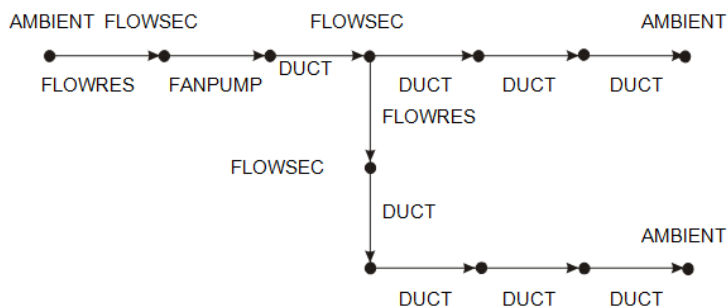 AMBIENT FLOWSEC FLOWSEC AMBIENT
DUCT
FLOWRES FANPUMP DUCT DUCT DUCT
FLOWRES
FLOWSEC
DUCT
AMBIENT
DUCT DUCT DUCT